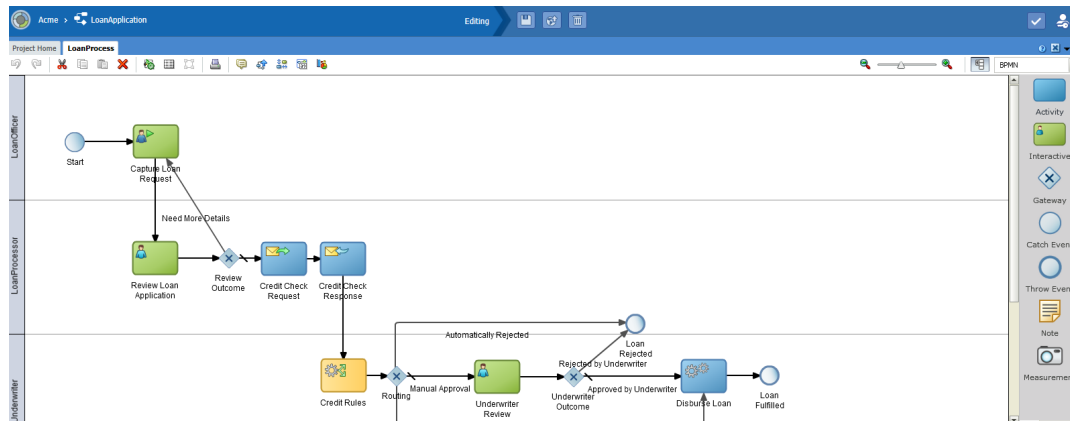 Acme › LoanApplication
Editing
Project Home
LoanProcess
BPMN
LoanOfficer
Start
Capture Loan
Request
Need More Details
LoanProcessor
Review Loan
Application
Review
Outcome
Credit Check
Request
Credit Check
Response
Automatically Rejected
Loan
Rejected
Underwriter
Credit Rules
Routing
Manual Approval
Underwriter
Review
Rejected by Underwriter
Underwriter
Outcome
Approved by Underwriter
Disburse Loan
Loan
Fulfilled
Activity
Interactive
Gateway
Catch Even
Throw Even
Note
Measuremen